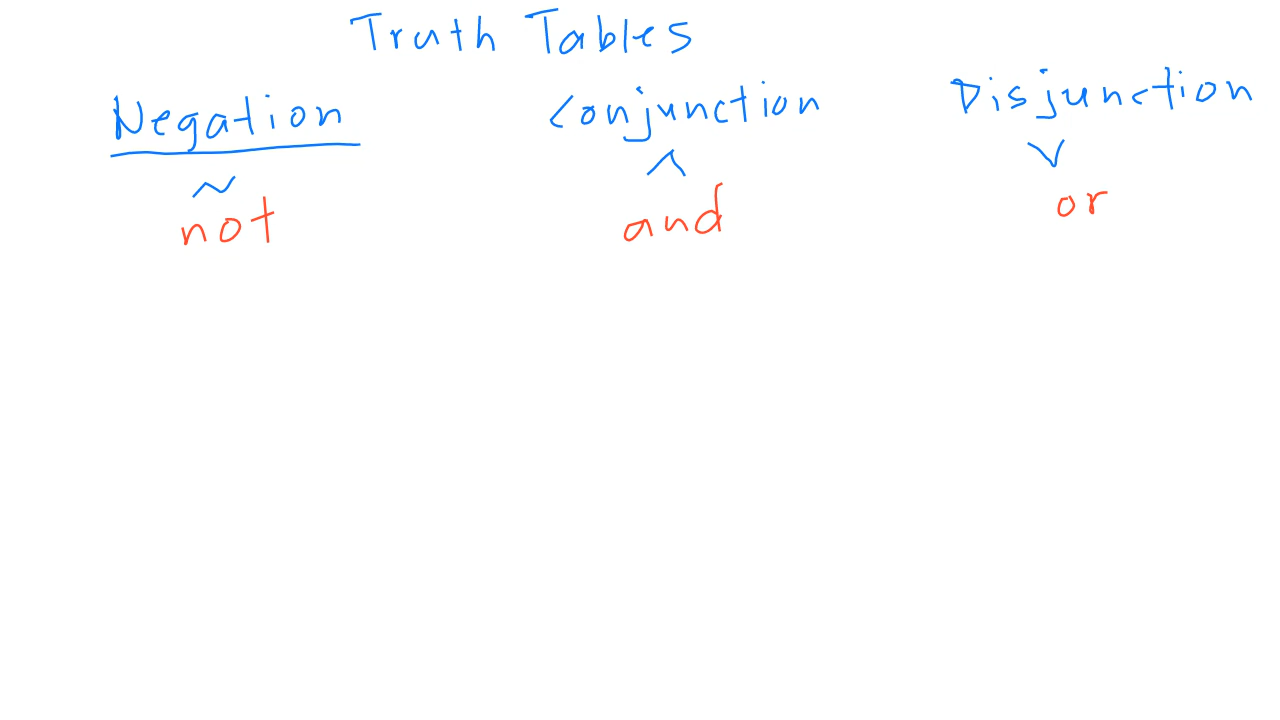 Truth Tables
Negation Conjunction Disjunction
~ ∧ ∨
not and or